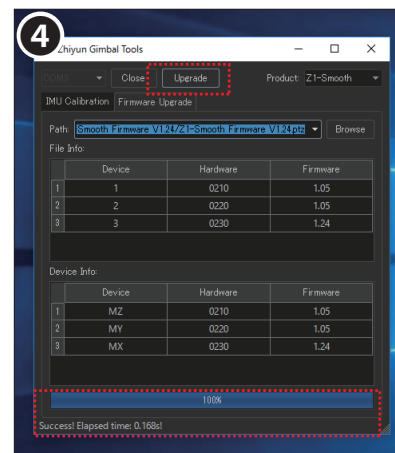 4
Zhiyun Gimbal Tools
COM3 Close Upgrade Product: Z1-Smooth
IMU Calibration Firmware Upgrade
Path: Smooth Firmware V1.24/Z1-Smooth Firmware V1.24.ptz Browse
File Info:
Device Hardware Firmware
1 1 0210 1.05
2 2 0220 1.05
3 3 0230 1.24
Device Info:
Device Hardware Firmware
1 MZ 0210 1.05
2 MY 0220 1.05
3 MX 0230 1.24
100%
Success! Elapsed time: 0.168s!